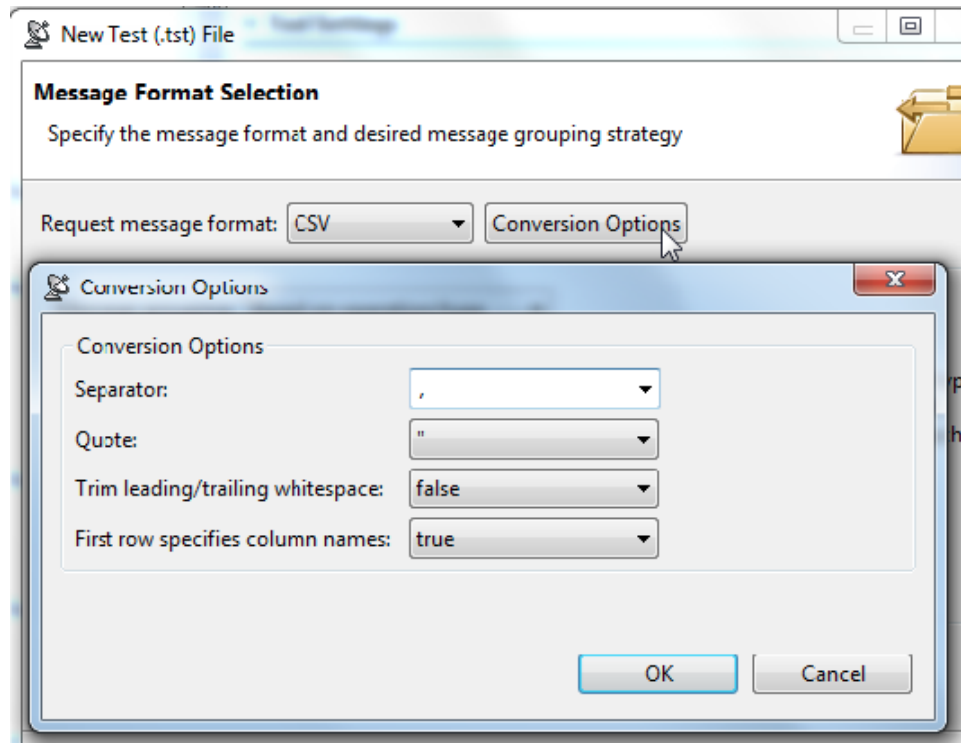 New Test (.tst) File
Message Format Selection
Specify the message format and desired message grouping strategy
Request message format: CSV Conversion Options
Conversion Options
Conversion Options
Separator: ,
Quote: "
Trim leading/trailing whitespace: false
First row specifies column names: true
OK Cancel